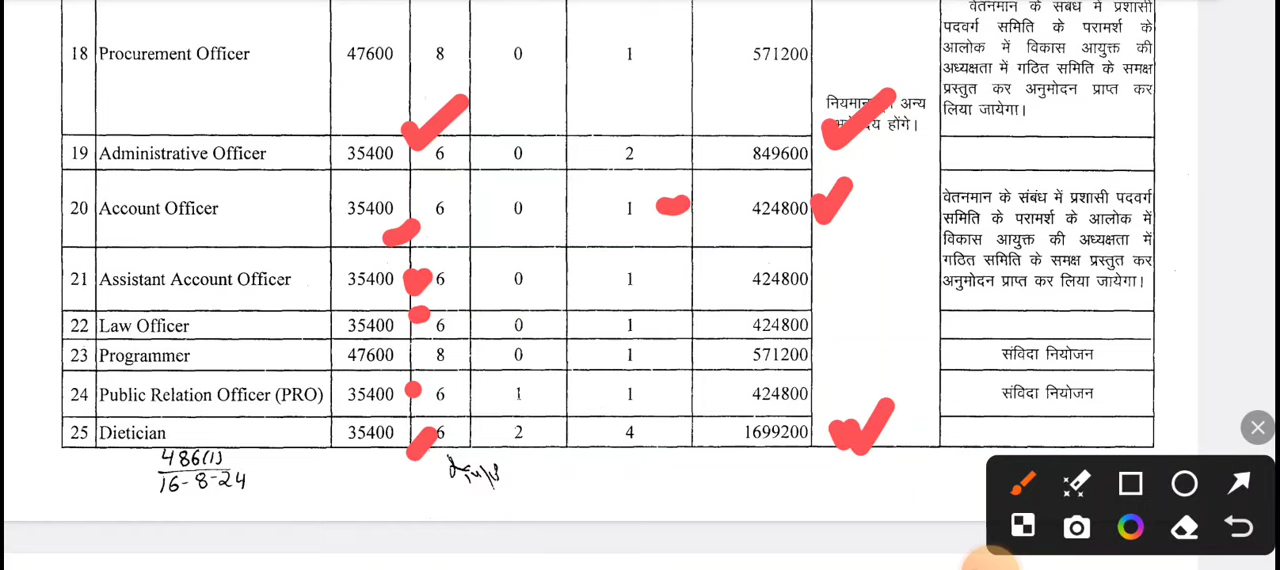 वेतनमान के संबंध में प्रशासी
पदवर्ग समिति के परामर्श के
आलोक में विकास आयुक्त की
अध्यक्षता में गठित समिति के समक्ष
प्रस्तुत कर अनुमोदन प्राप्त कर
लिया जायेगा।
18 Procurement Officer 47600 8 0 1 571200
अन्य
होंगे।
19 Administrative Officer 35400 6 0 2 849600
20 Account Officer 35400 6 0 1 424800
वेतनमान के संबंध में प्रशासी पदवर्ग
समिति के परामर्श के आलोक में
विकास आयुक्त की अध्यक्षता में
गठित समिति के समक्ष प्रस्तुत कर
अनुमोदन प्राप्त कर लिया जायेगा।
21 Assistant Account Officer 35400 6 0 1 424800
22 Law Officer 35400 6 0 1 424800
23 Programmer 47600 8 0 1 571200 संविदा नियोजन
24 Public Relation Officer (PRO) 35400 6 1 1 424800 संविदा नियोजन
25 Dietician 35400 6 2 4 1699200
486(1)
16-8-24